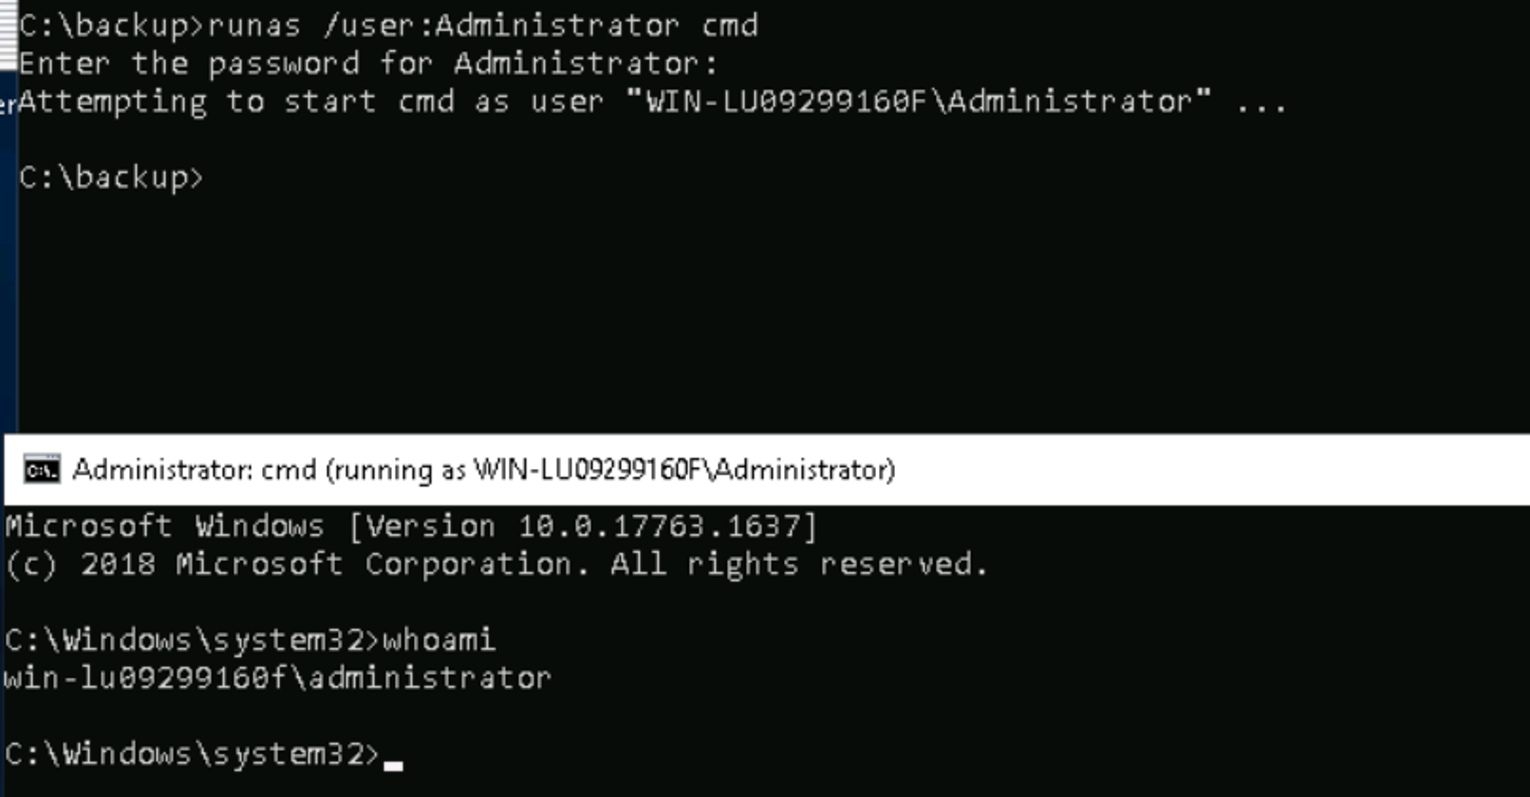 C:\backup>runas /user:Administrator cmd
Enter the password for Administrator:
er
Attempting to start cmd as user "WIN-LU09299160F\Administrator" ...
C:\backup>
Administrator: cmd (running as WIN-LU09299160F\Administrator)
Microsoft Windows [Version 10.0.17763.1637]
(c) 2018 Microsoft Corporation. All rights reserved.
C:\Windows\system32>whoami
win-lu09299160f\administrator
C:\Windows\system32>